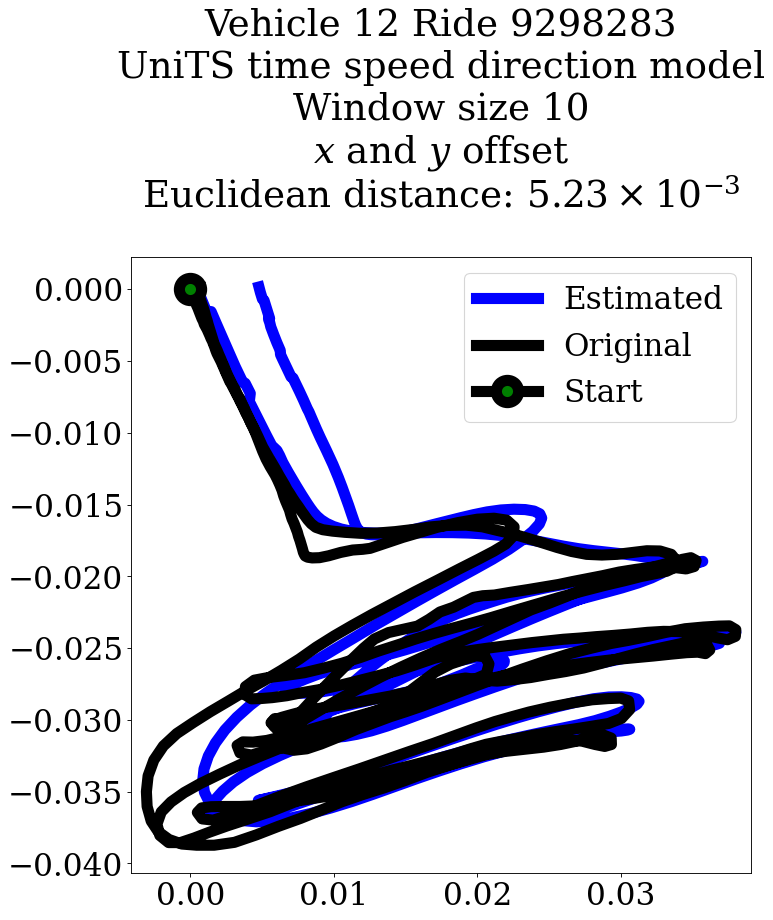 Vehicle 12 Ride 9298283
UniTS time speed direction model
Window size 10
x and y offset
Euclidean distance: 5.23 × 10⁻³
Estimated
Original
Start
0.000
−0.005
−0.010
−0.015
−0.020
−0.025
−0.030
−0.035
−0.040
0.00 0.01 0.02 0.03